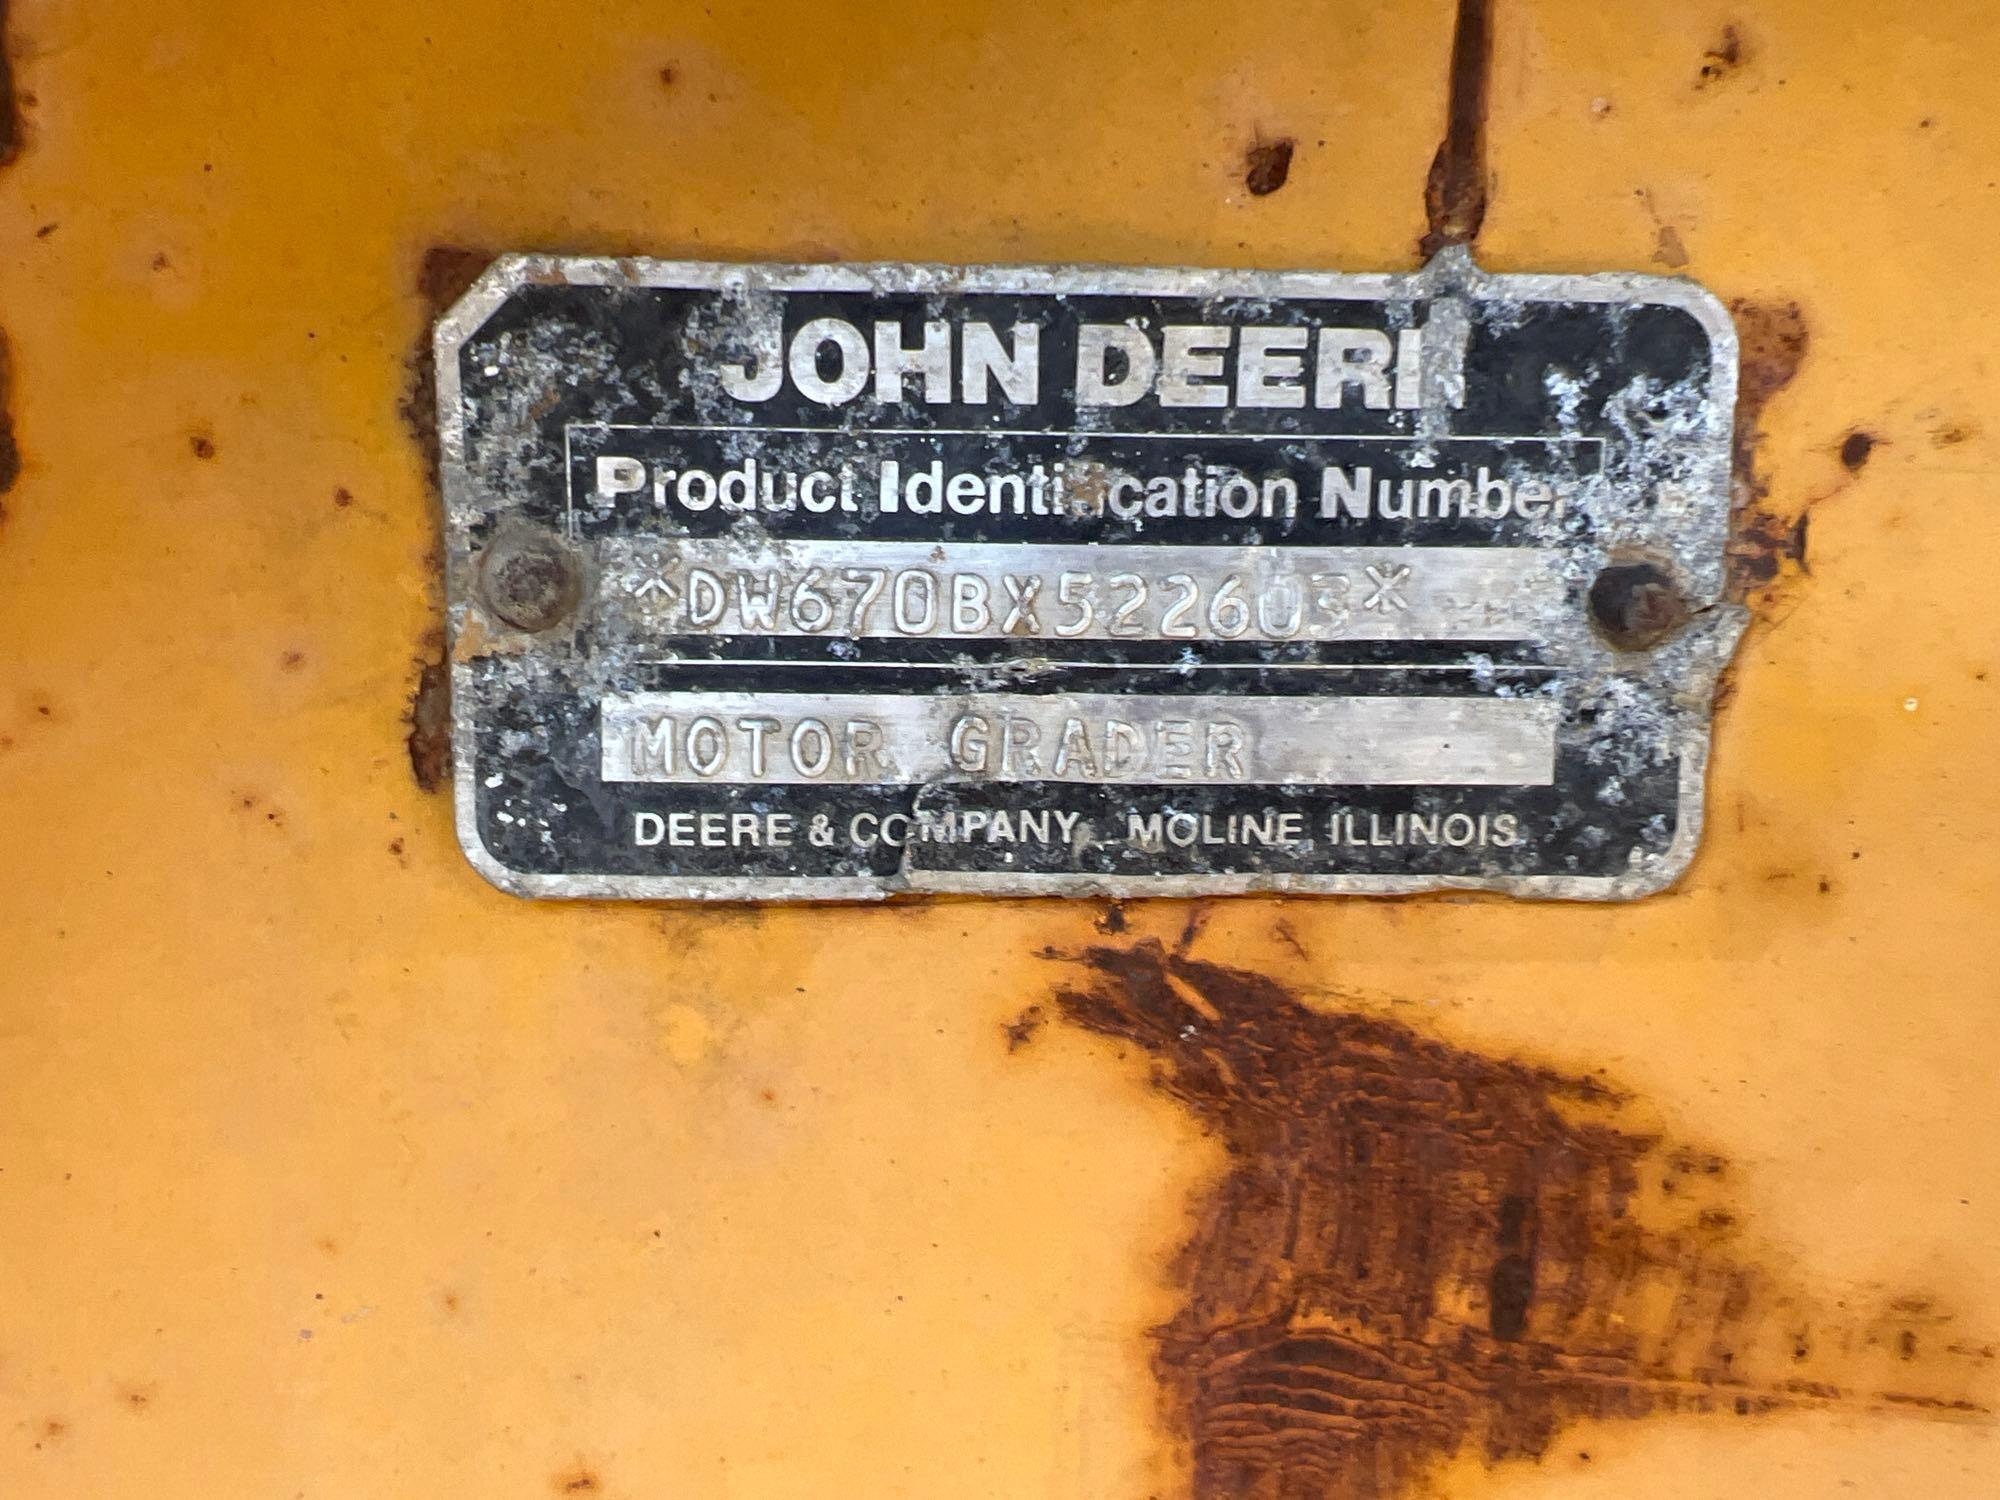 JOHN DEERE
Product Identification Number
*DW670BX522603*
MOTOR GRADER
DEERE & COMPANY MOLINE ILLINOIS